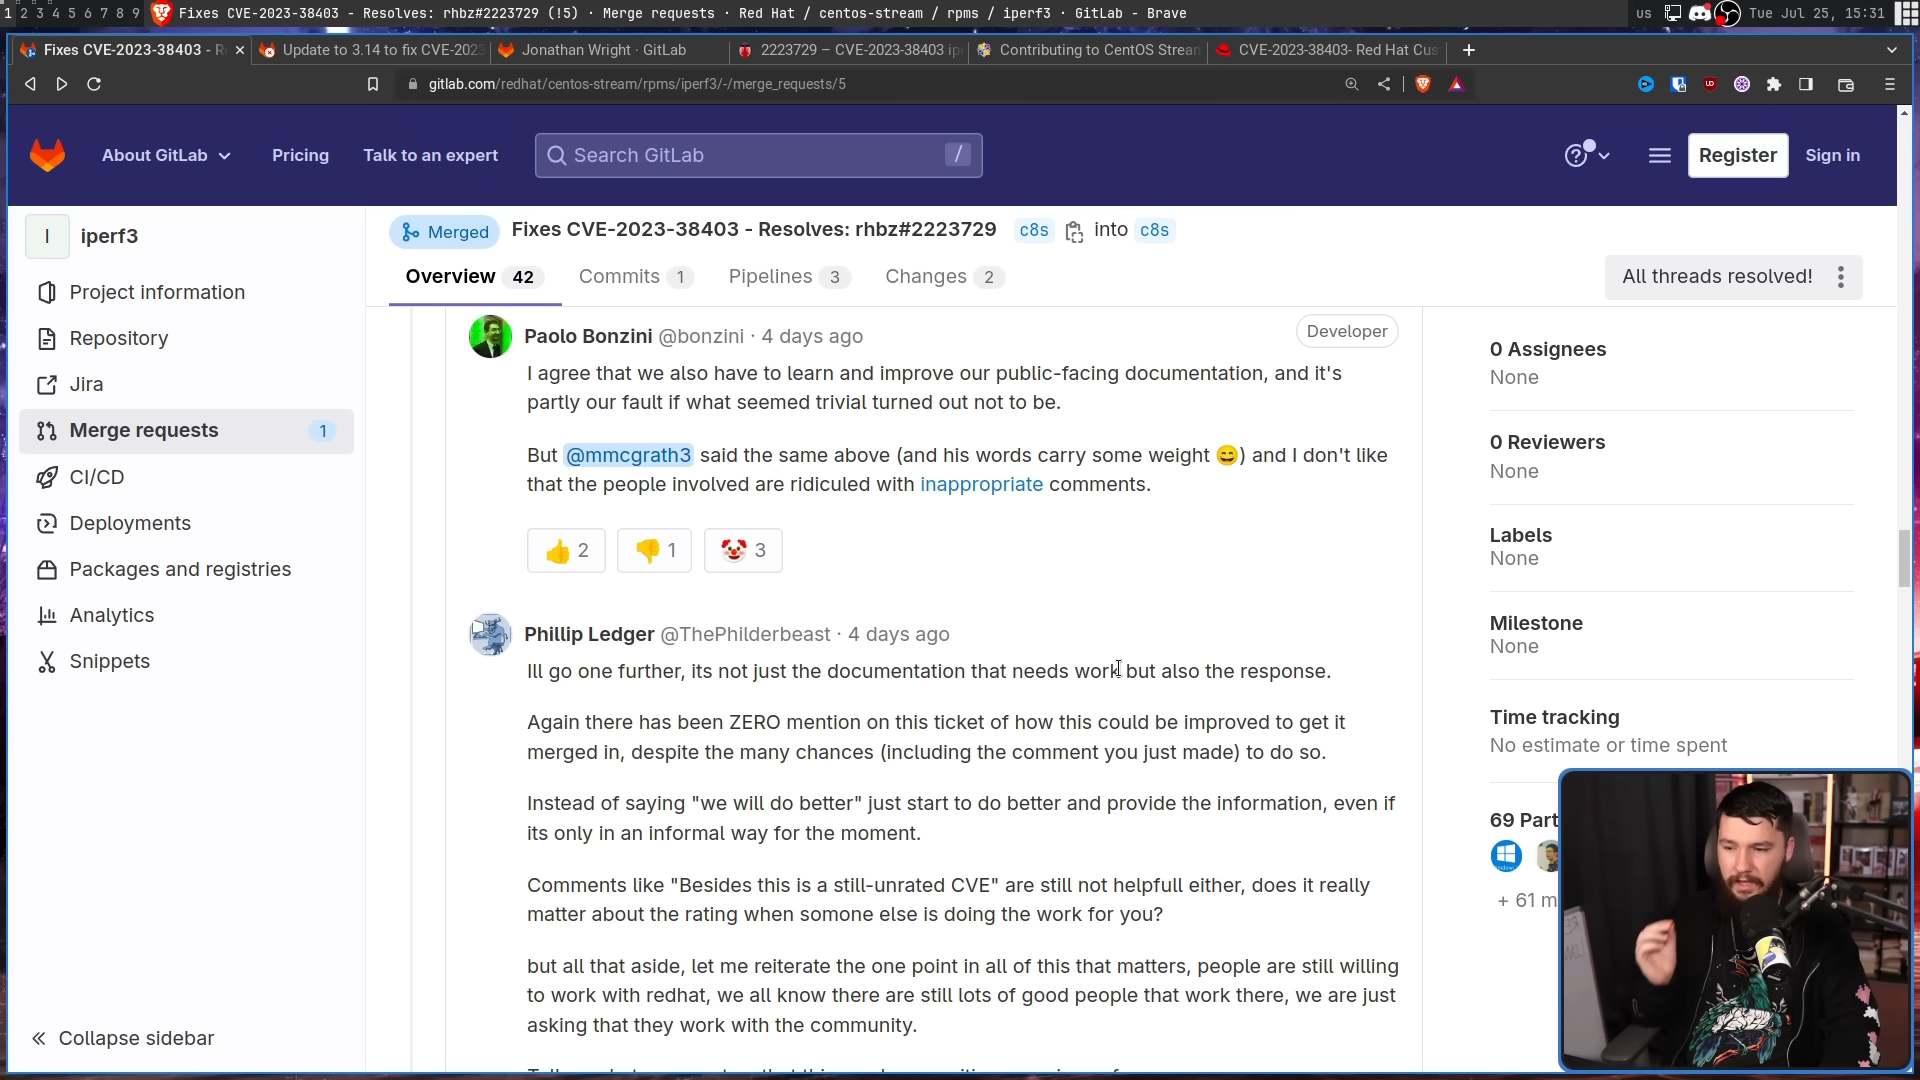 1 2 3 4 5 6 7 8 9 Fixes CVE-2023-38403 - Resolves: rhbz#2223729 (!5) · Merge requests · Red Hat / centos-stream / rpms / iperf3 · GitLab - Brave us Tue Jul 25, 15:31
Fixes CVE-2023-38403 - R Update to 3.14 to fix CVE-2023 Jonathan Wright · GitLab 2223729 – CVE-2023-38403 ip Contributing to CentOS Stream CVE-2023-38403- Red Hat Cus
gitlab.com/redhat/centos-stream/rpms/iperf3/-/merge_requests/5
About GitLab Pricing Talk to an expert Search GitLab / Register Sign in
I iperf3
Project information
Repository
Jira
Merge requests 1
CI/CD
Deployments
Packages and registries
Analytics
Snippets
Collapse sidebar
Merged Fixes CVE-2023-38403 - Resolves: rhbz#2223729 c8s into c8s
Overview 42 Commits 1 Pipelines 3 Changes 2 All threads resolved!
Paolo Bonzini @bonzini · 4 days ago Developer
I agree that we also have to learn and improve our public-facing documentation, and it's
partly our fault if what seemed trivial turned out not to be.
But @mmcgrath3 said the same above (and his words carry some weight 😄) and I don't like
that the people involved are ridiculed with inappropriate comments.
👍 2 👎 1 🤡 3
Phillip Ledger @ThePhilderbeast · 4 days ago
Ill go one further, its not just the documentation that needs work but also the response.
Again there has been ZERO mention on this ticket of how this could be improved to get it
merged in, despite the many chances (including the comment you just made) to do so.
Instead of saying "we will do better" just start to do better and provide the information, even if
its only in an informal way for the moment.
Comments like "Besides this is a still-unrated CVE" are still not helpfull either, does it really
matter about the rating when somone else is doing the work for you?
but all that aside, let me reiterate the one point in all of this that matters, people are still willing
to work with redhat, we all know there are still lots of good people that work there, we are just
asking that they work with the community.
0 Assignees
None
0 Reviewers
None
Labels
None
Milestone
None
Time tracking
No estimate or time spent
69 Part
+ 61 m